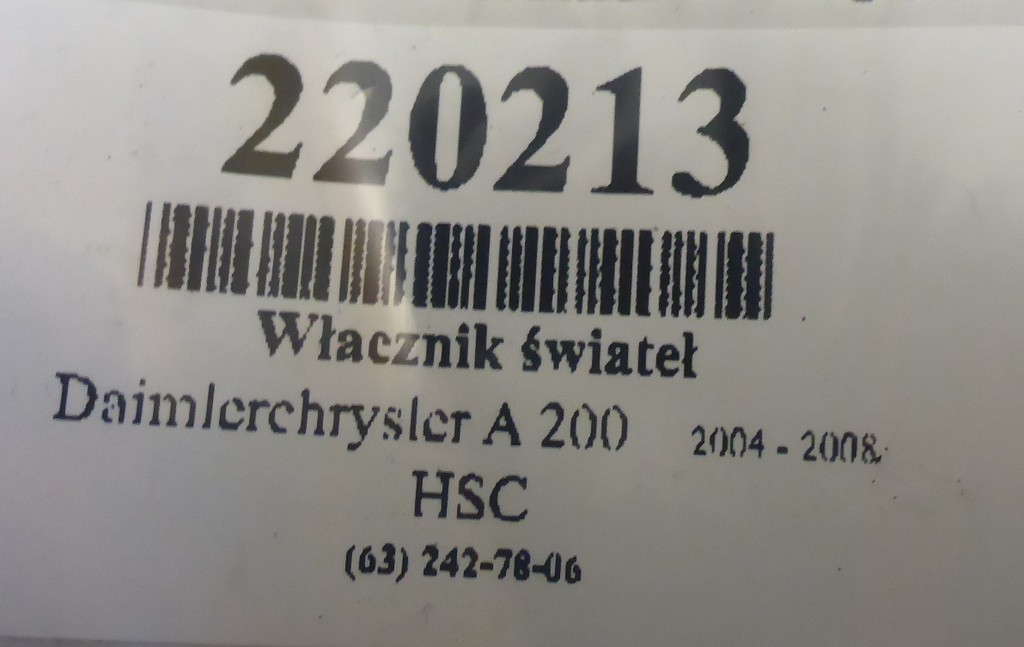 220213
Włacznik świateł
Daimlerchrysler A 200 2004 - 2008
HSC
(63) 242-78-06